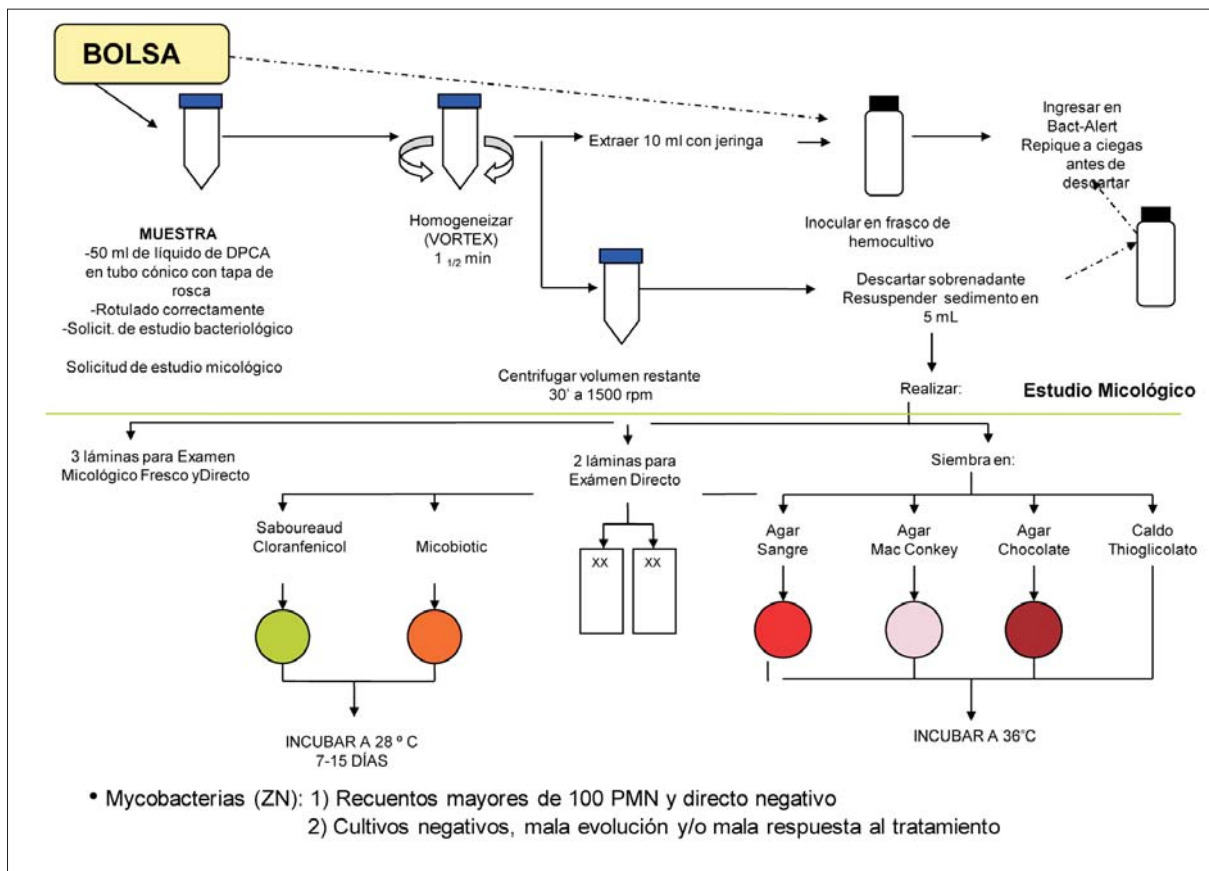 BOLSA
Extraer 10 ml con jeringa
Ingresar en
Bact-Alert
Repique a ciegas
antes de
descartar
MUESTRA
-50 ml de líquido de DPCA
en tubo cónico con tapa de
rosca
-Rotulado correctamente
-Solicit. de estudio bacteriológico
Solicitud de estudio micológico
Homogeneizar
(VORTEX)
1 1/2 min
Inocular en frasco de
hemocultivo
Descartar sobrenadante
Resuspender sedimento en
5 mL
Centrifugar volumen restante
30' a 1500 rpm
Realizar:
Estudio Micológico
3 láminas para Examen
Micológico Fresco yDirecto
2 láminas para
Exámen Directo
Siembra en:
Saboureaud
Cloranfenicol
Micobiotic
XX
XX
Agar
Sangre
Agar
Mac Conkey
Agar
Chocolate
Caldo
Thioglicolato
INCUBAR A 28 º C
7-15 DÍAS
INCUBAR A 36°C
• Mycobacterias (ZN): 1) Recuentos mayores de 100 PMN y directo negativo
2) Cultivos negativos, mala evolución y/o mala respuesta al tratamiento